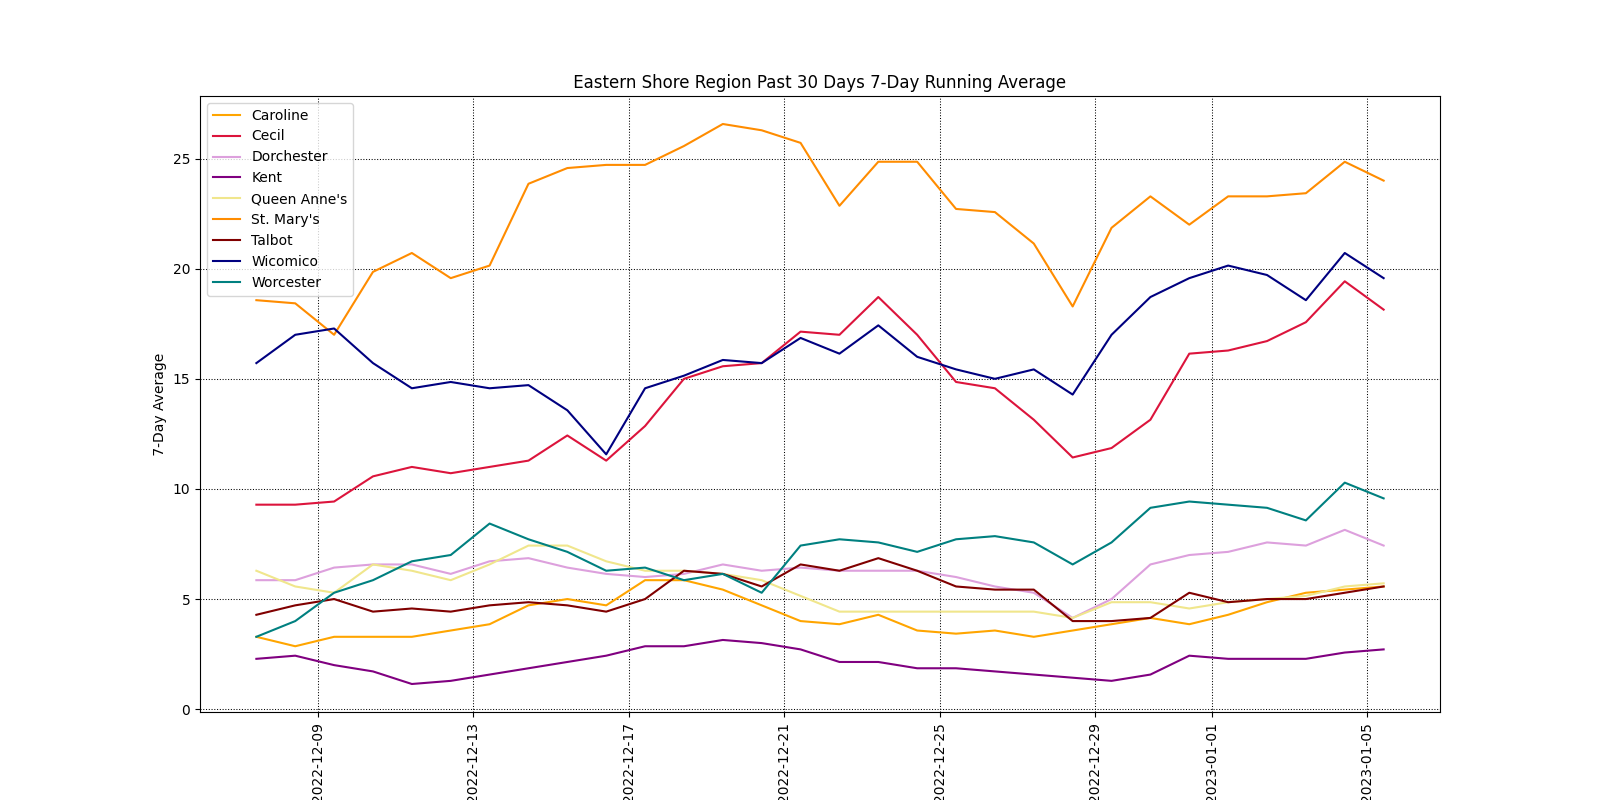 Eastern Shore Region Past 30 Days 7-Day Running Average
Caroline
Cecil
Dorchester
Kent
Queen Anne's
St. Mary's
Talbot
Wicomico
Worcester
7-Day Average
25
20
15
10
5
0
2022-12-09
2022-12-13
2022-12-17
2022-12-21
2022-12-25
2022-12-29
2023-01-01
2023-01-05